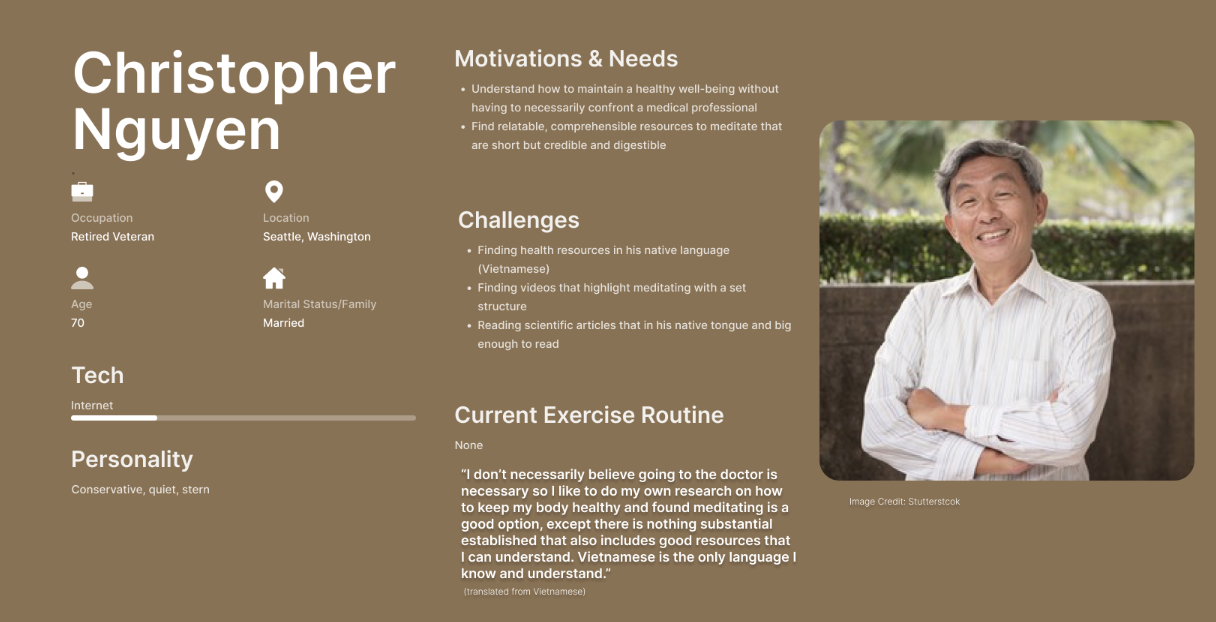 Christopher
Nguyen
Occupation
Retired Veteran
Location
Seattle, Washington
Age
70
Marital Status/Family
Married
Tech
Internet
Personality
Conservative, quiet, stern
Motivations & Needs
• Understand how to maintain a healthy well-being without
having to necessarily confront a medical professional
• Find relatable, comprehensible resources to meditate that
are short but credible and digestible
Challenges
• Finding health resources in his native language
(Vietnamese)
• Finding videos that highlight meditating with a set
structure
• Reading scientific articles that in his native tongue and big
enough to read
Current Exercise Routine
None
“I don’t necessarily believe going to the doctor is
necessary so I like to do my own research on how
to keep my body healthy and found meditating is a
good option, except there is nothing substantial
established that also includes good resources that
I can understand. Vietnamese is the only language I
know and understand.”
(translated from Vietnamese)
Image Credit: Stutterstcok